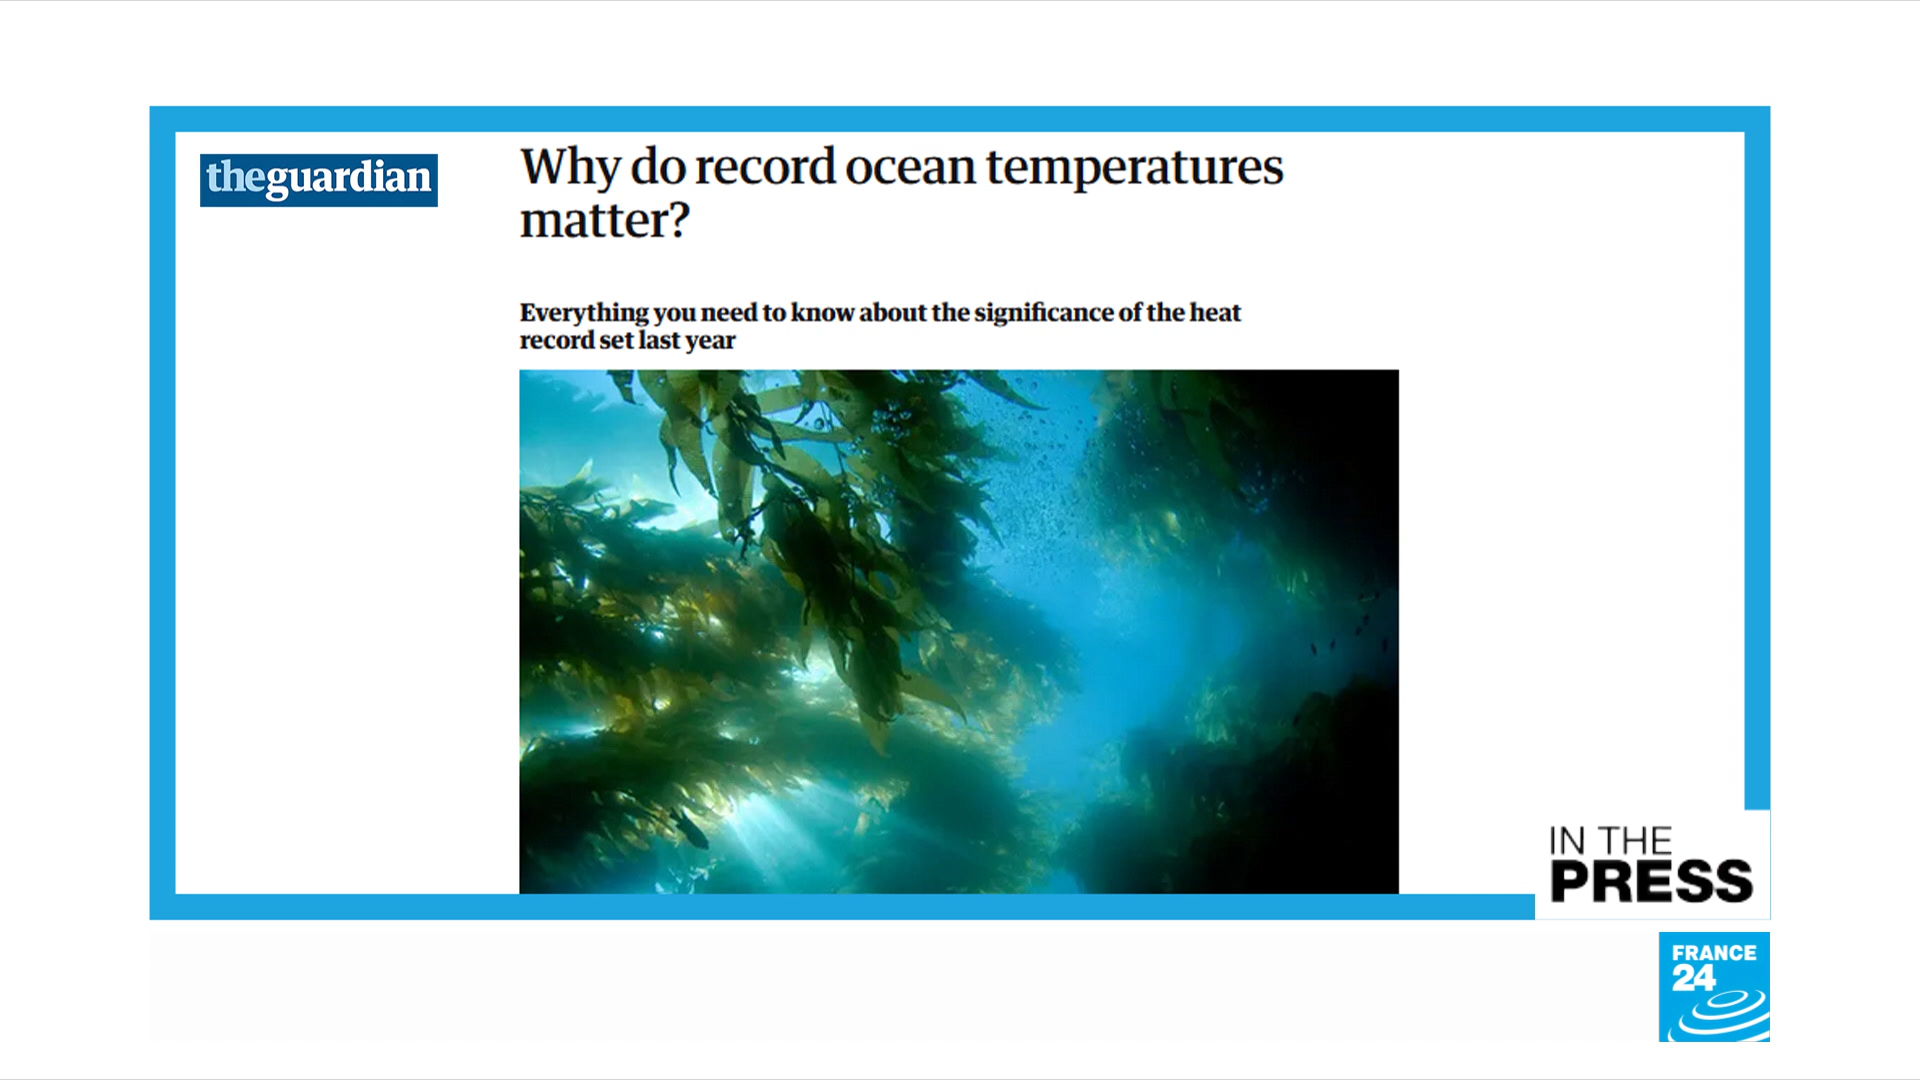 theguardian
Why do record ocean temperatures
matter?
Everything you need to know about the significance of the heat
record set last year
IN THE
PRESS
FRANCE
24